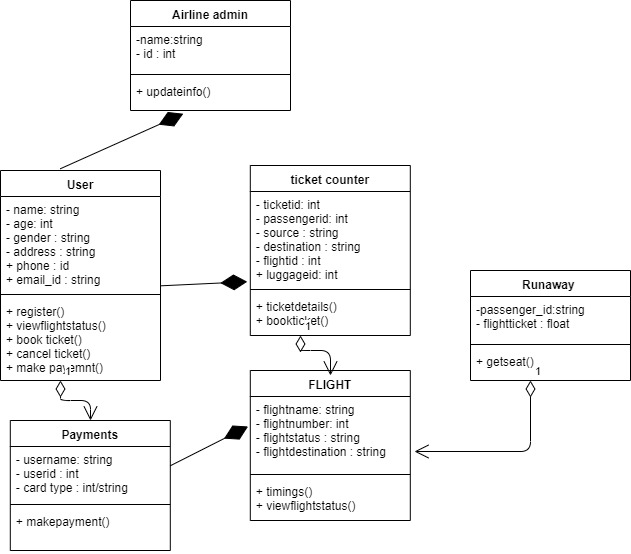 Airline admin
-name:string
- id : int
+ updateinfo()
User
- name: string
- age: int
- gender : string
- address : string
+ phone : id
+ email_id : string
+ register()
+ viewflightstatus()
+ book ticket()
+ cancel ticket()
+ make
1
ticket counter
- ticketid: int
- passengerid: int
- source : string
- destination : string
- flightid : int
+ luggageid: int
+ ticketdetails()
+ bookticket()
1
Runaway
-passenger_id:string
- flightticket : float
+ getseat()
1
FLIGHT
- flightname: string
- flightnumber: int
- flightstatus : string
- flightdestination : string
+ timings()
+ viewflightstatus()
Payments
- username: string
- userid : int
- card type : int/string
+ makepayment()